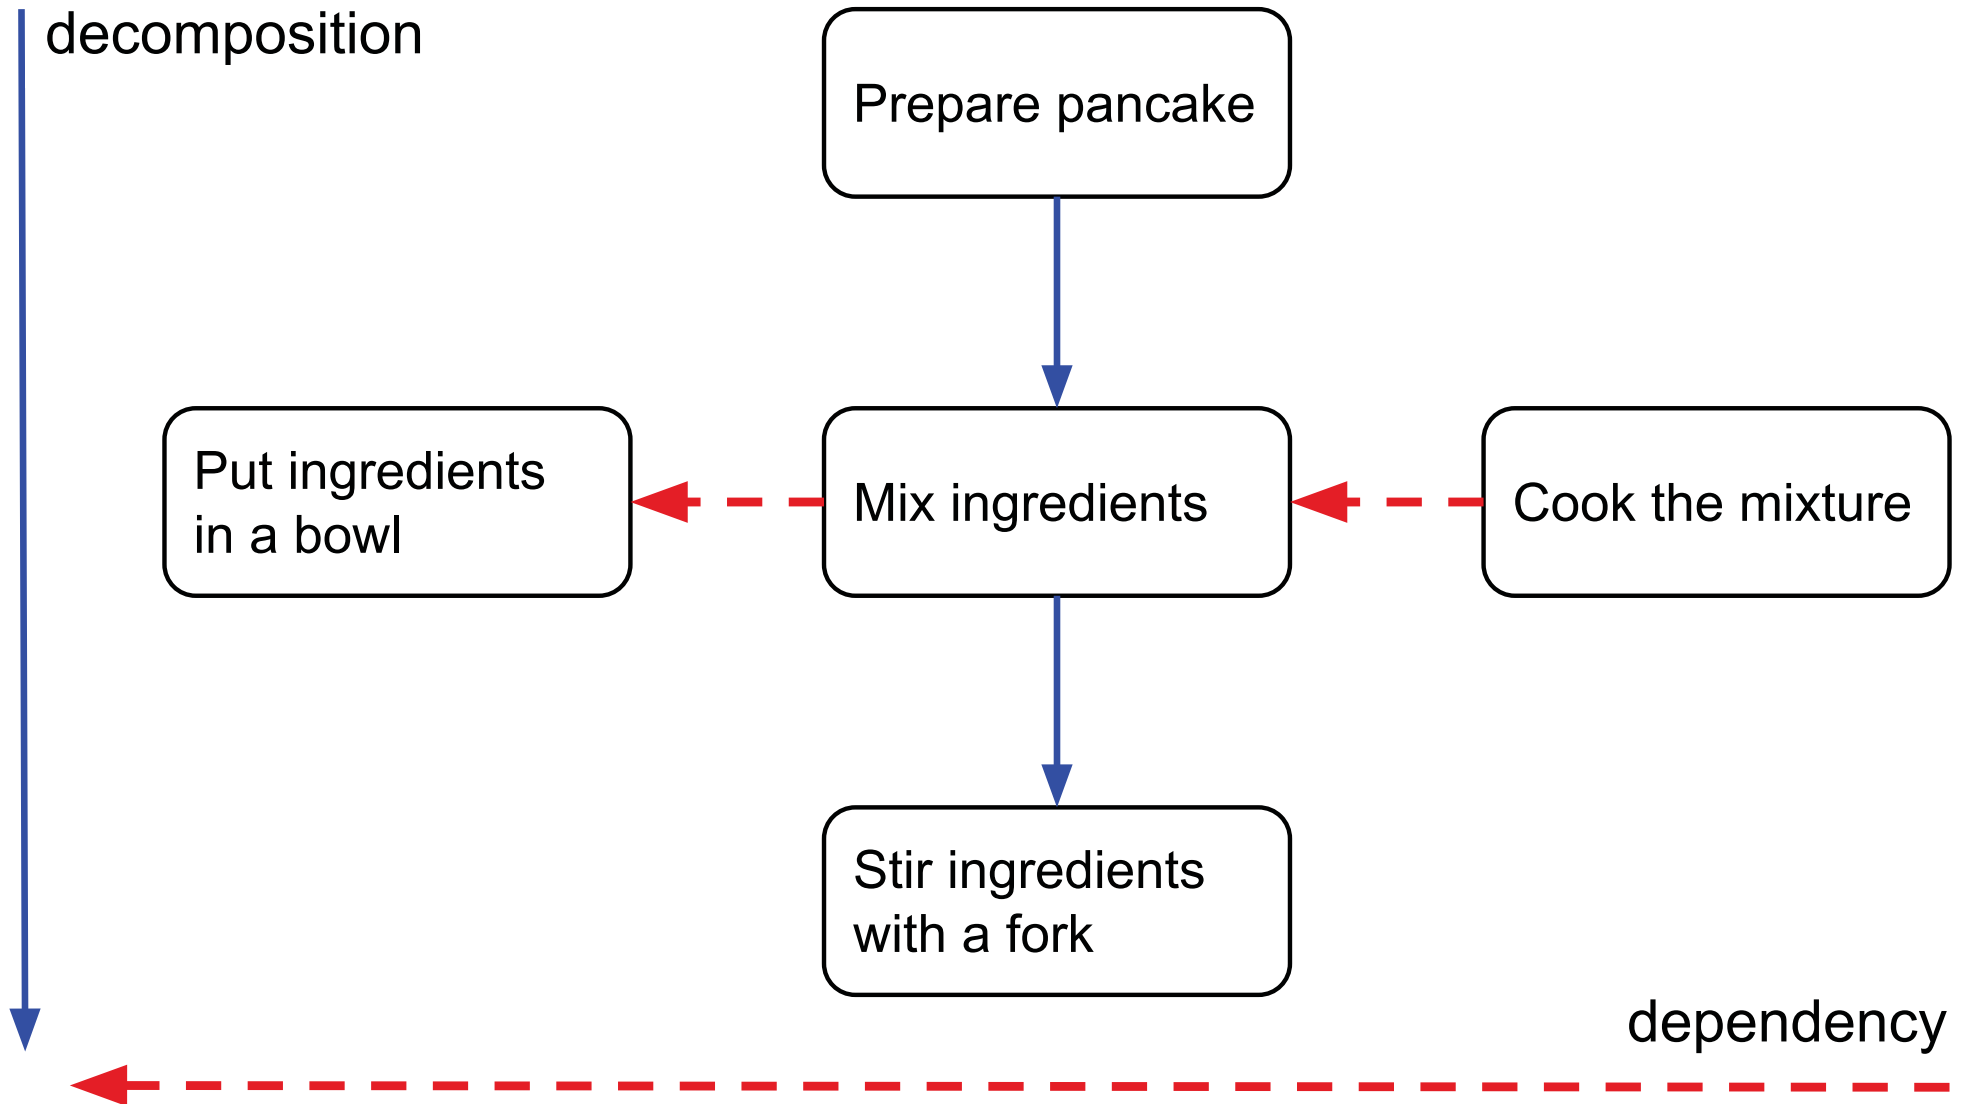 decomposition
Prepare pancake
Put ingredients
in a bowl
Mix ingredients
Cook the mixture
Stir ingredients
with a fork
dependency